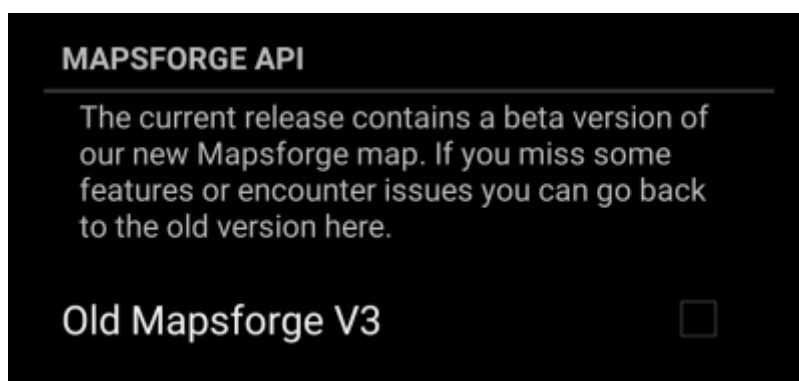 MAPSFORGE API
The current release contains a beta version of
our new Mapsforge map. If you miss some
features or encounter issues you can go back
to the old version here.
Old Mapsforge V3